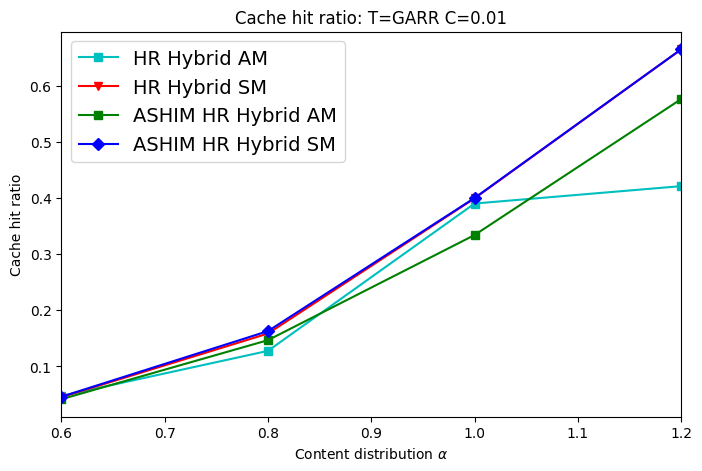 Cache hit ratio: T=GARR C=0.01
HR Hybrid AM
HR Hybrid SM
ASHIM HR Hybrid AM
ASHIM HR Hybrid SM
Cache hit ratio
0.6
0.5
0.4
0.3
0.2
0.1
0.6 0.7 0.8 0.9 1.0 1.1 1.2
Content distribution α